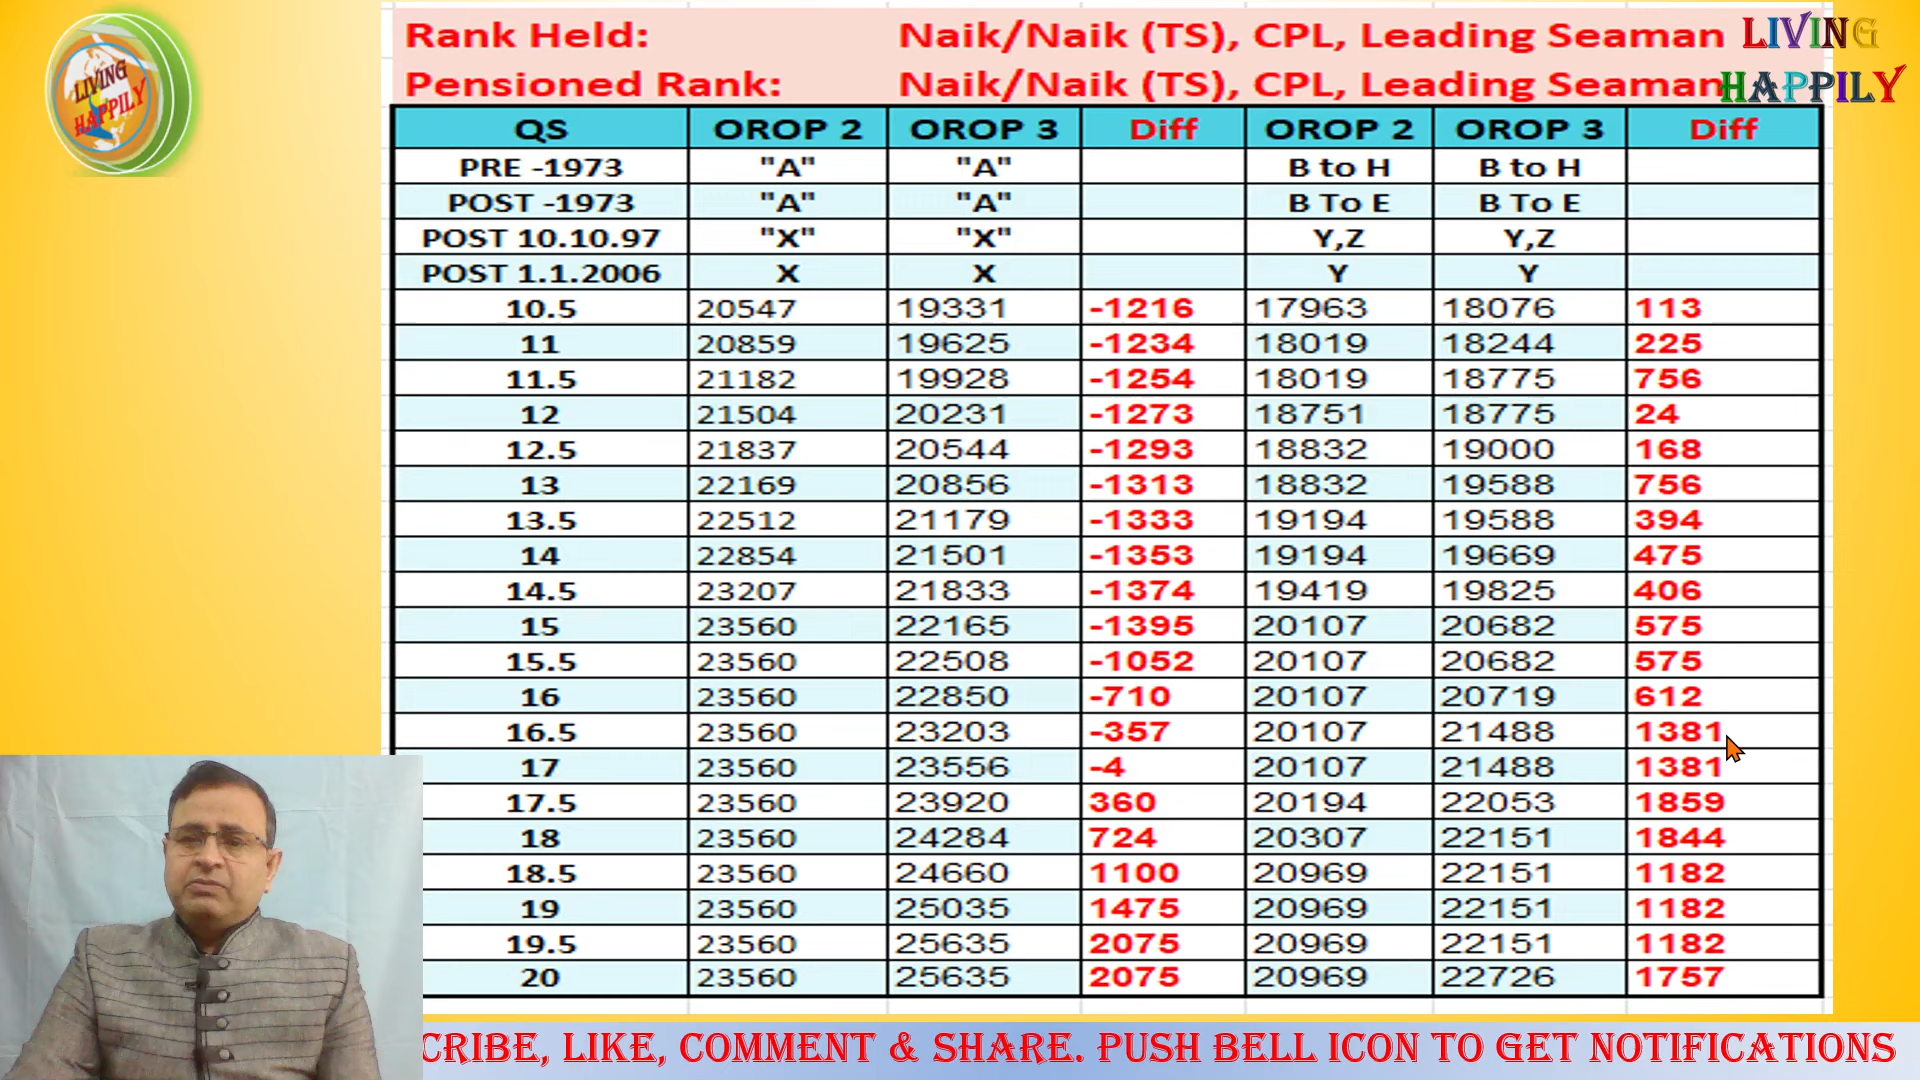 LIVING
HAPPILY
Rank Held: Naik/Naik (TS), CPL, Leading Seaman
Pensioned Rank: Naik/Naik (TS), CPL, Leading Seaman
LIVING
HAPPILY
QS OROP 2 OROP 3 Diff OROP 2 OROP 3 Diff
PRE -1973 "A" "A" B to H B to H
POST -1973 "A" "A" B To E B To E
POST 10.10.97 "X" "X" Y,Z Y,Z
POST 1.1.2006 X X Y Y
10.5 20547 19331 -1216 17963 18076 113
11 20859 19625 -1234 18019 18244 225
11.5 21182 19928 -1254 18019 18775 756
12 21504 20231 -1273 18751 18775 24
12.5 21837 20544 -1293 18832 19000 168
13 22169 20856 -1313 18832 19588 756
13.5 22512 21179 -1333 19194 19588 394
14 22854 21501 -1353 19194 19669 475
14.5 23207 21833 -1374 19419 19825 406
15 23560 22165 -1395 20107 20682 575
15.5 23560 22508 -1052 20107 20682 575
16 23560 22850 -710 20107 20719 612
16.5 23560 23203 -357 20107 21488 1381
17 23560 23556 -4 20107 21488 1381
17.5 23560 23920 360 20194 22053 1859
18 23560 24284 724 20307 22151 1844
18.5 23560 24660 1100 20969 22151 1182
19 23560 25035 1475 20969 22151 1182
19.5 23560 25635 2075 20969 22151 1182
20 23560 25635 2075 20969 22726 1757
CRIBE, LIKE, COMMENT & SHARE. PUSH BELL ICON TO GET NOTIFICATIONS